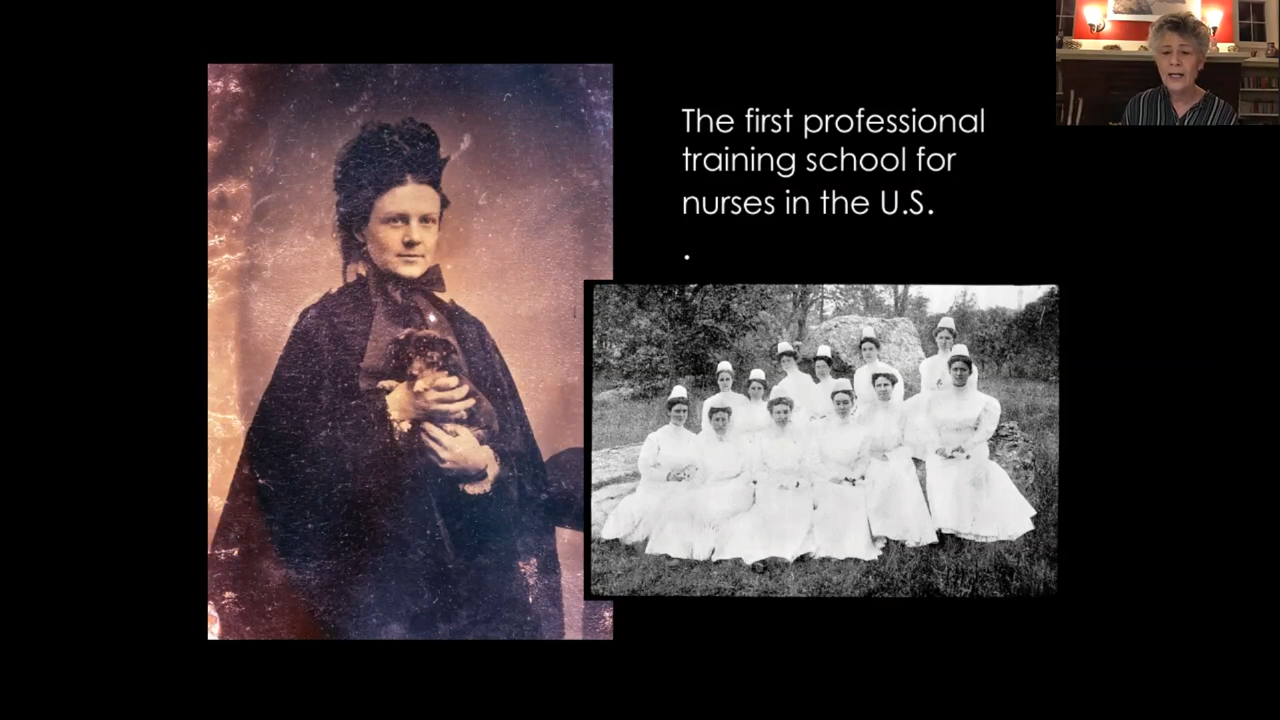 The first professional
training school for
nurses in the U.S.
.